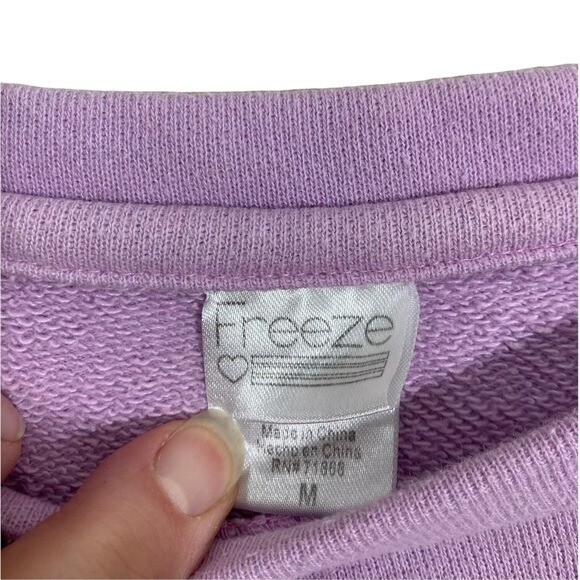 Freeze
Made in China
Hecho en China
RN# 71866
M